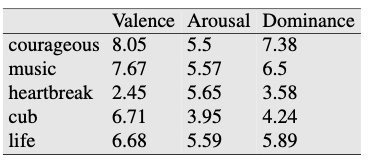 Valence Arousal Dominance
courageous 8.05 5.5 7.38
music 7.67 5.57 6.5
heartbreak 2.45 5.65 3.58
cub 6.71 3.95 4.24
life 6.68 5.59 5.89